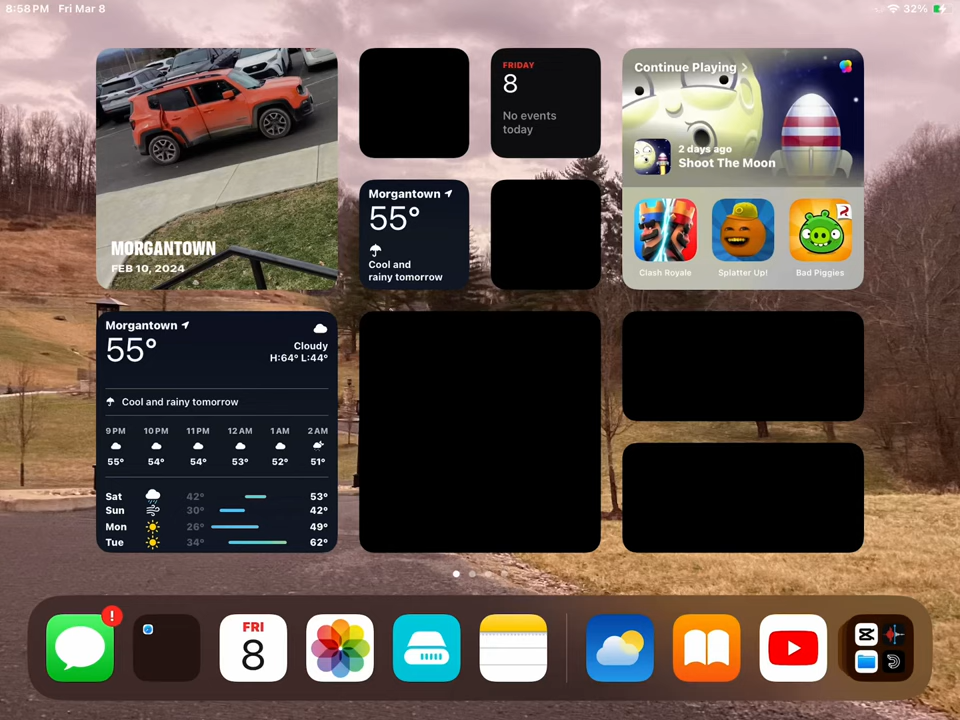 8:58 PM Fri Mar 8
32%
MORGANTOWN
FEB 10, 2024
FRIDAY
8
No events
today
Morgantown
55°
Cool and
rainy tomorrow
Continue Playing
2 days ago
Shoot The Moon
Clash Royale
Splatter Up!
Bad Piggies
Morgantown
55°
Cloudy
H:64° L:44°
Cool and rainy tomorrow
9 PM 10 PM 11 PM 12 AM 1 AM 2 AM
55° 54° 54° 53° 52° 51°
Sat 42° 53°
Sun 30° 42°
Mon 26° 49°
Tue 34° 62°
!
FRI
8